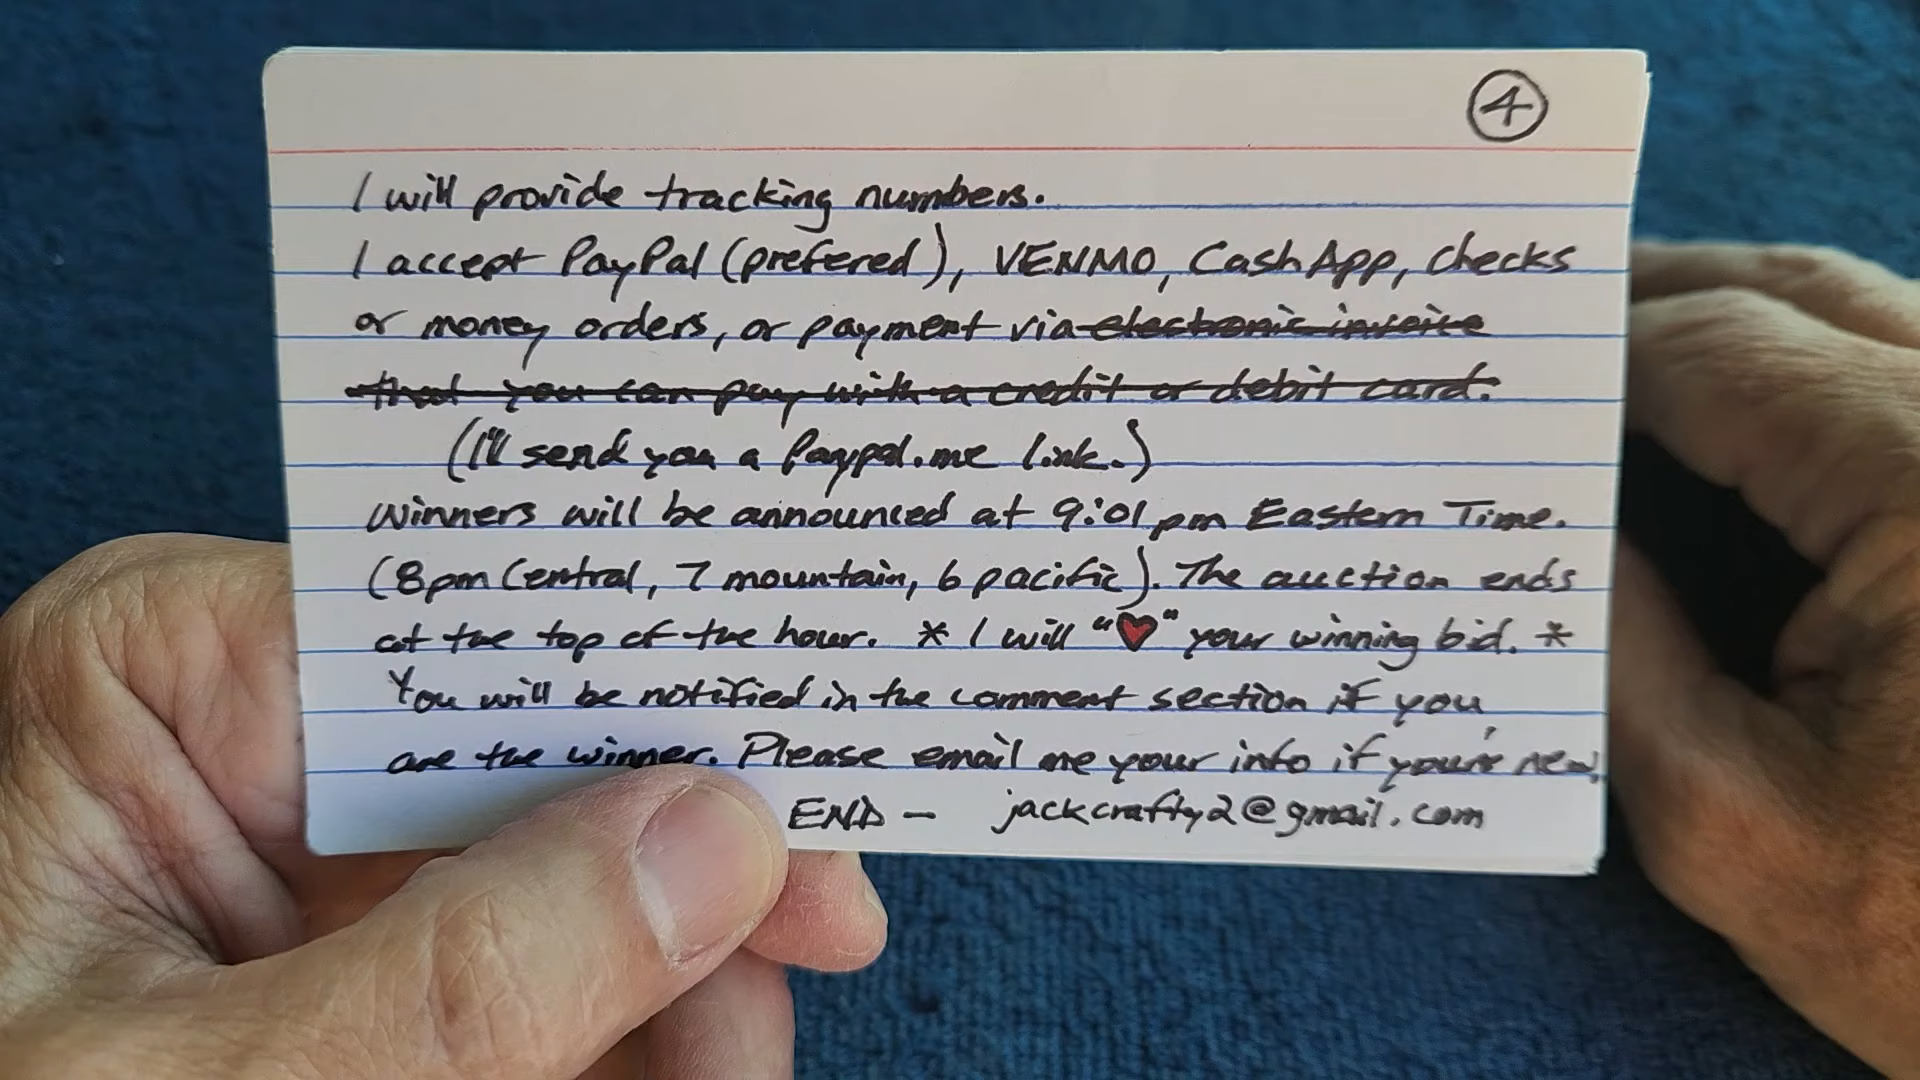 4
I will provide tracking numbers.
I accept PayPal (prefered), VENMO, CashApp, checks
or money orders, or payment via electronic invoice
that you can pay with a credit or debit card.
(I'll send you a Paypal.me link.)
Winners will be announced at 9:01 pm Eastern Time.
(8pm Central, 7 mountain, 6 pacific). The auction ends
at the top of the hour. * I will "♥" your winning bid. *
You will be notified in the comment section if you
are the winner. Please email me your info if you're new.
END - jackcrafty2@gmail.com